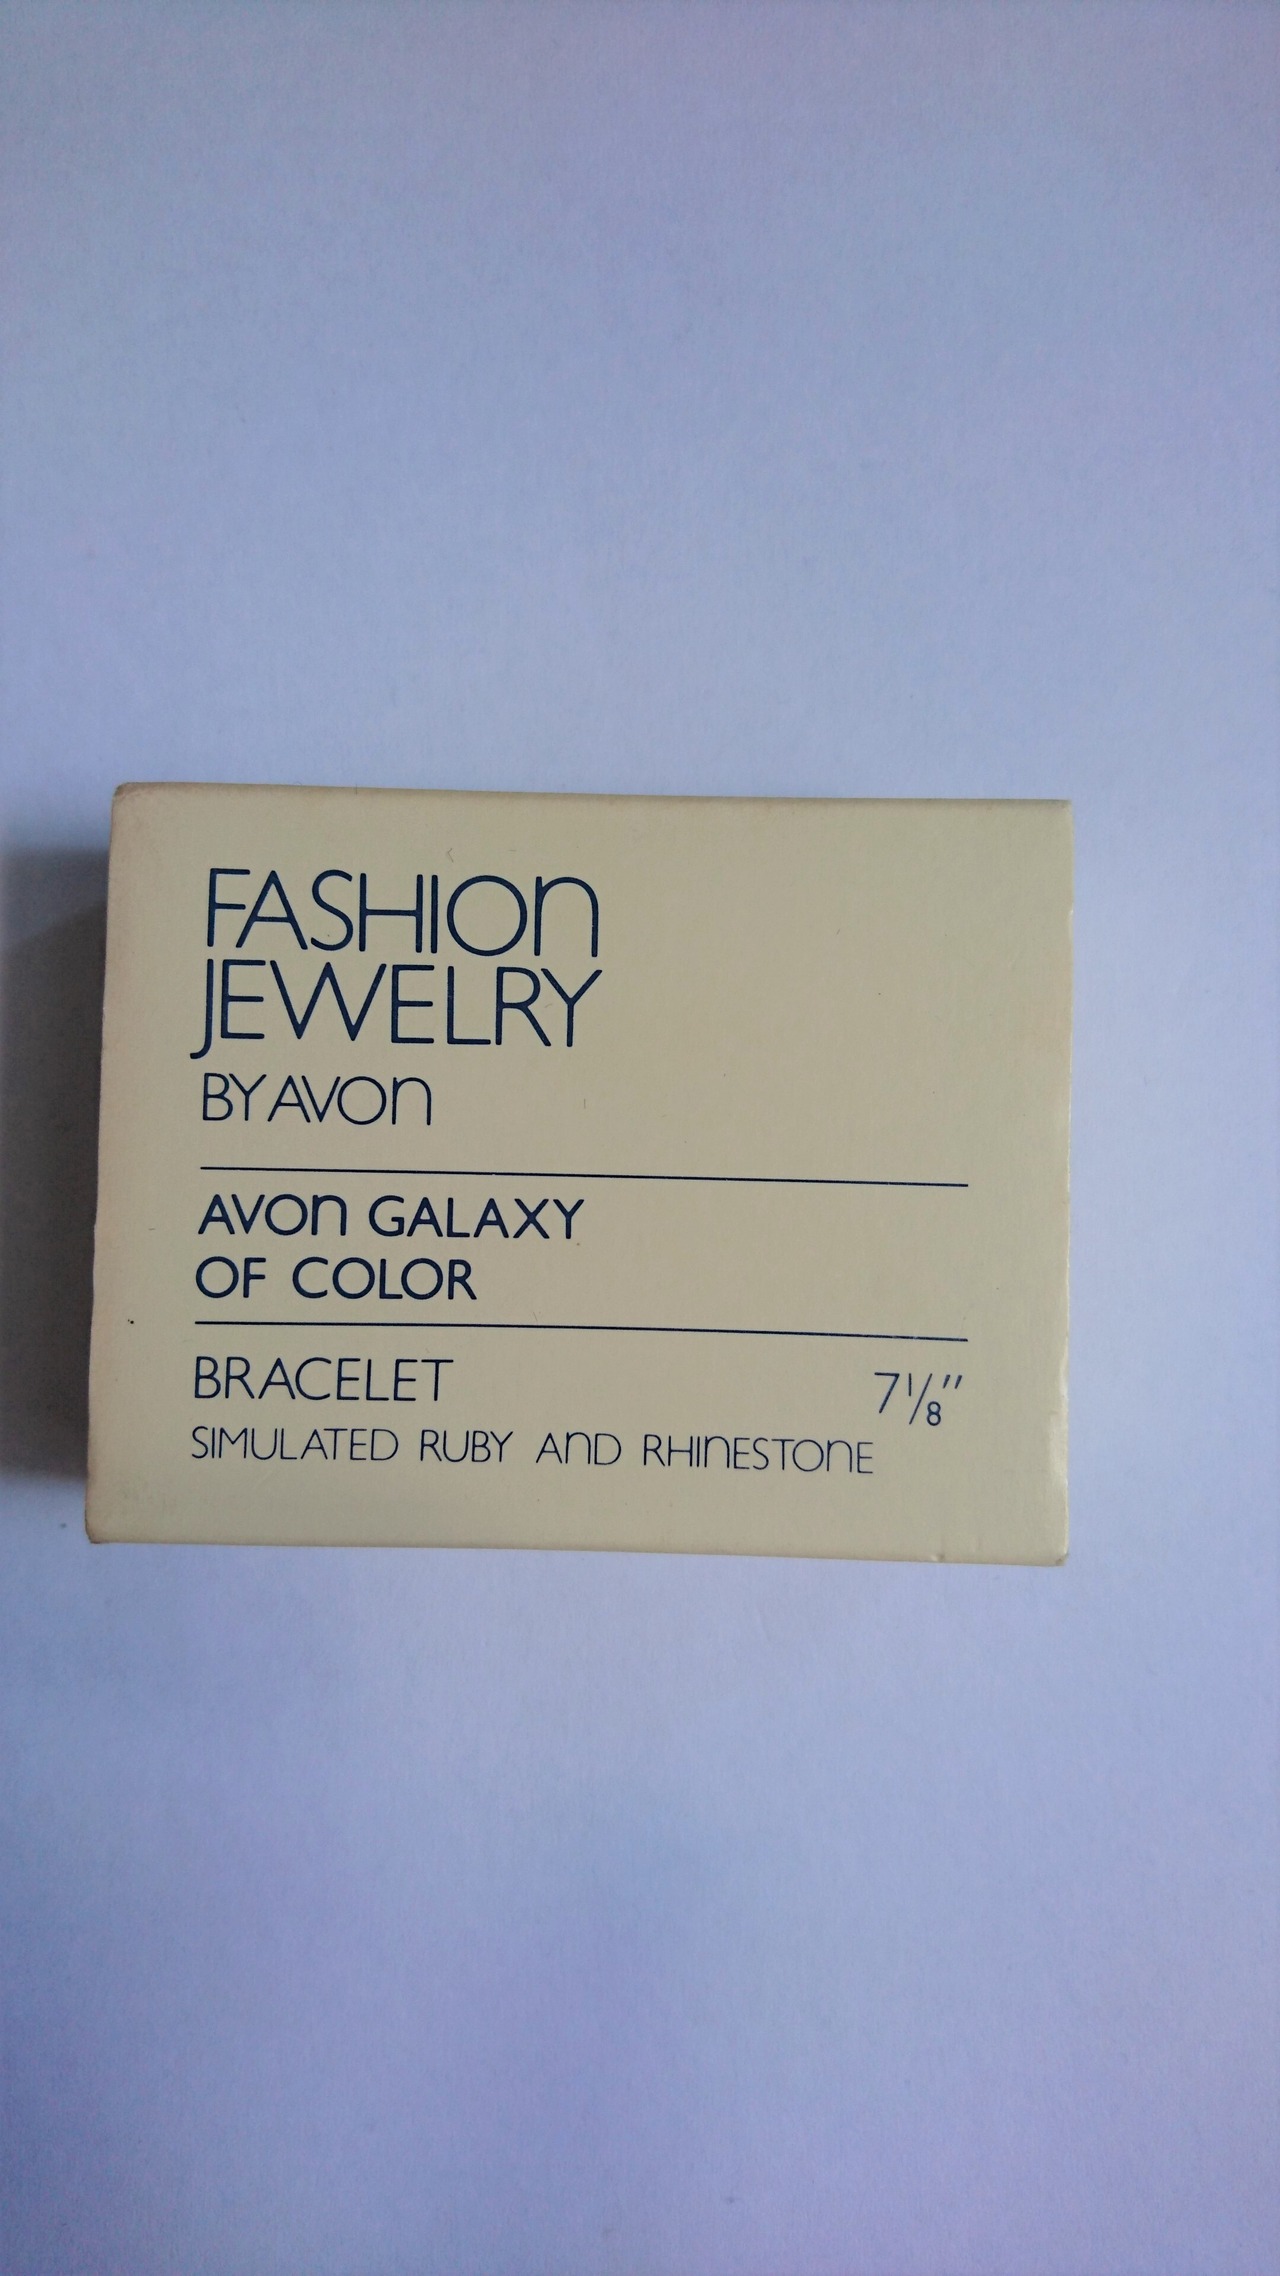 FASHION
JEWELRY
BY AVON
AVON GALAXY
OF COLOR
BRACELET 7 1/8"
SIMULATED RUBY AND RHINESTONE